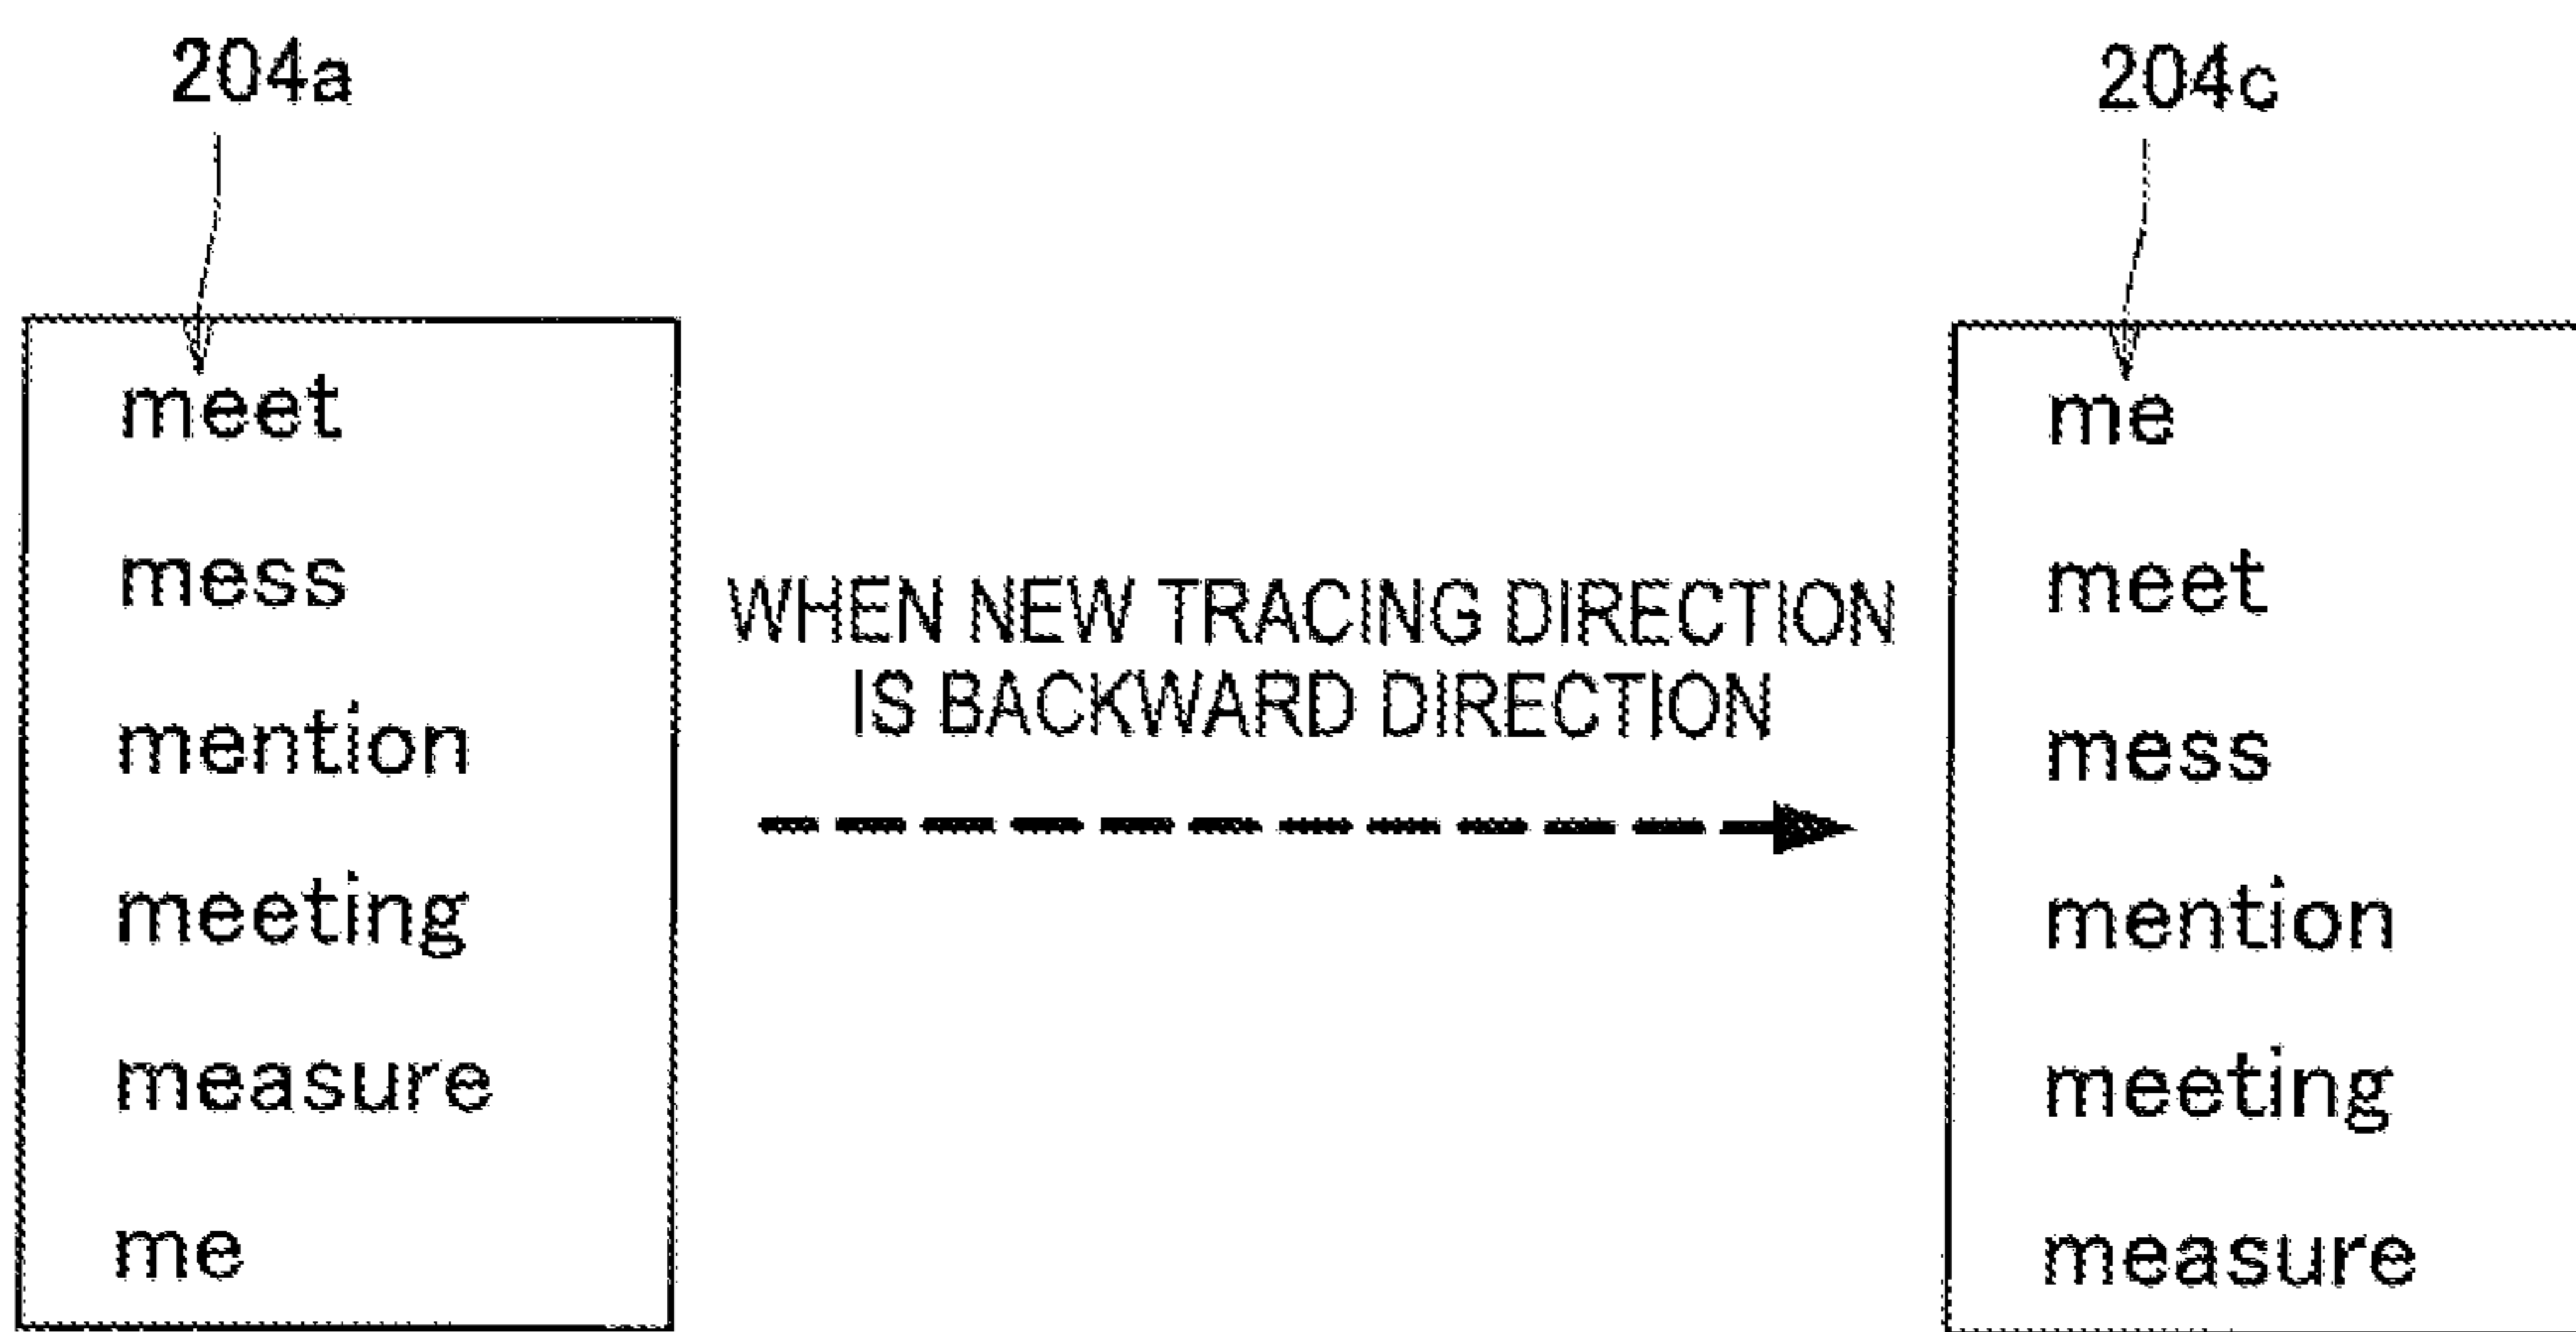 204a
204c
meet
mess
mention
meeting
measure
me
WHEN NEW TRACING DIRECTION
IS BACKWARD DIRECTION
me
meet
mess
mention
meeting
measure